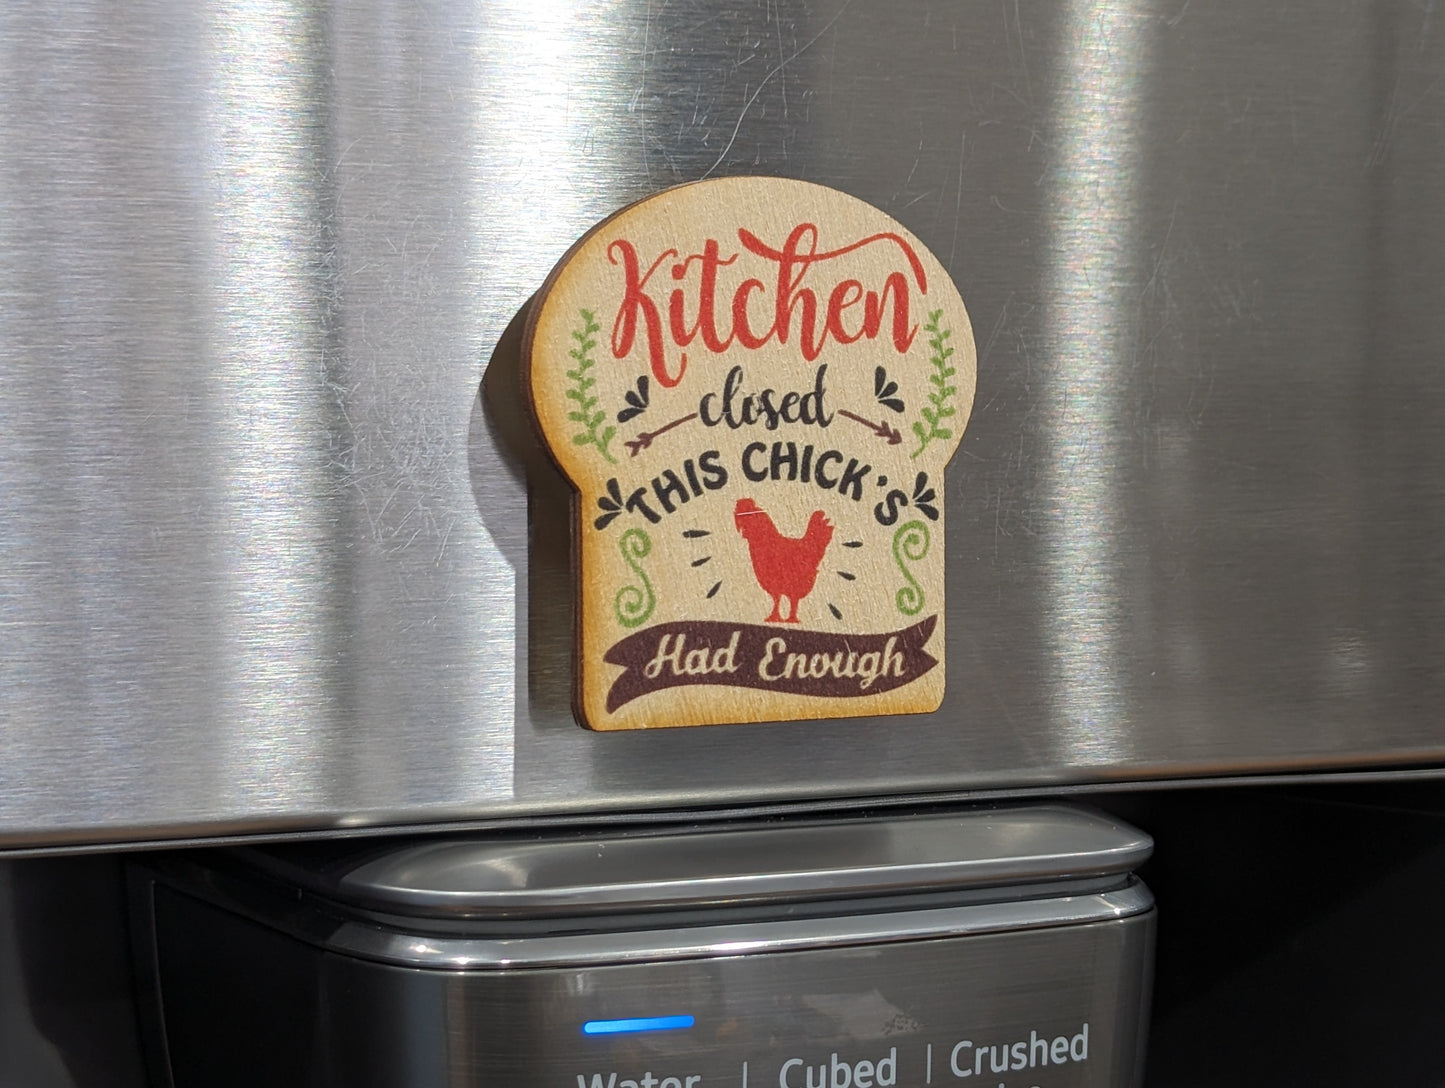 Kitchen
closed
THIS CHICK'S
Had Enough
Water | Cubed | Crushed